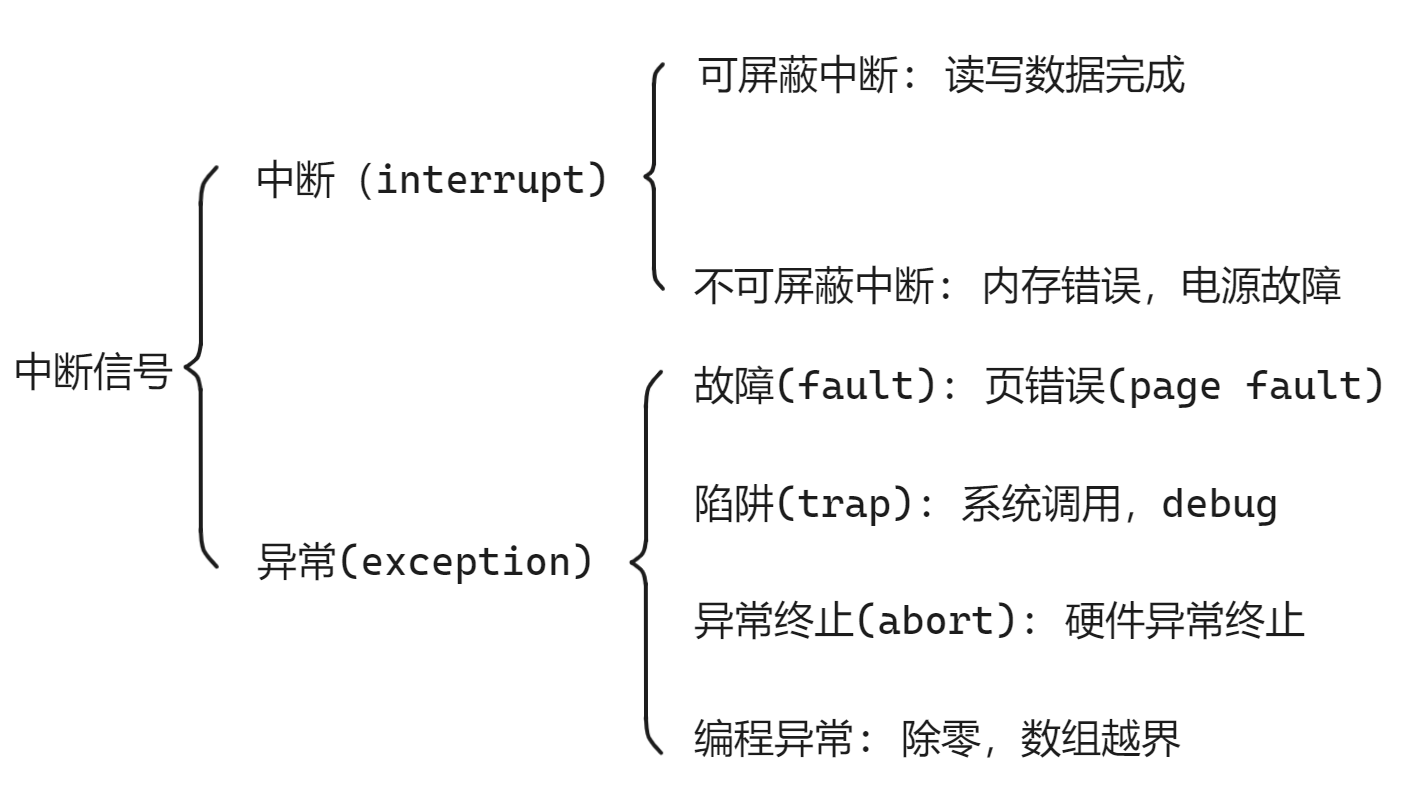 可屏蔽中断：读写数据完成
中断（interrupt)
不可屏蔽中断：内存错误，电源故障
中断信号
故障(fault)：页错误(page fault)
陷阱(trap)：系统调用，debug
异常(exception)
异常终止(abort)：硬件异常终止
编程异常：除零，数组越界